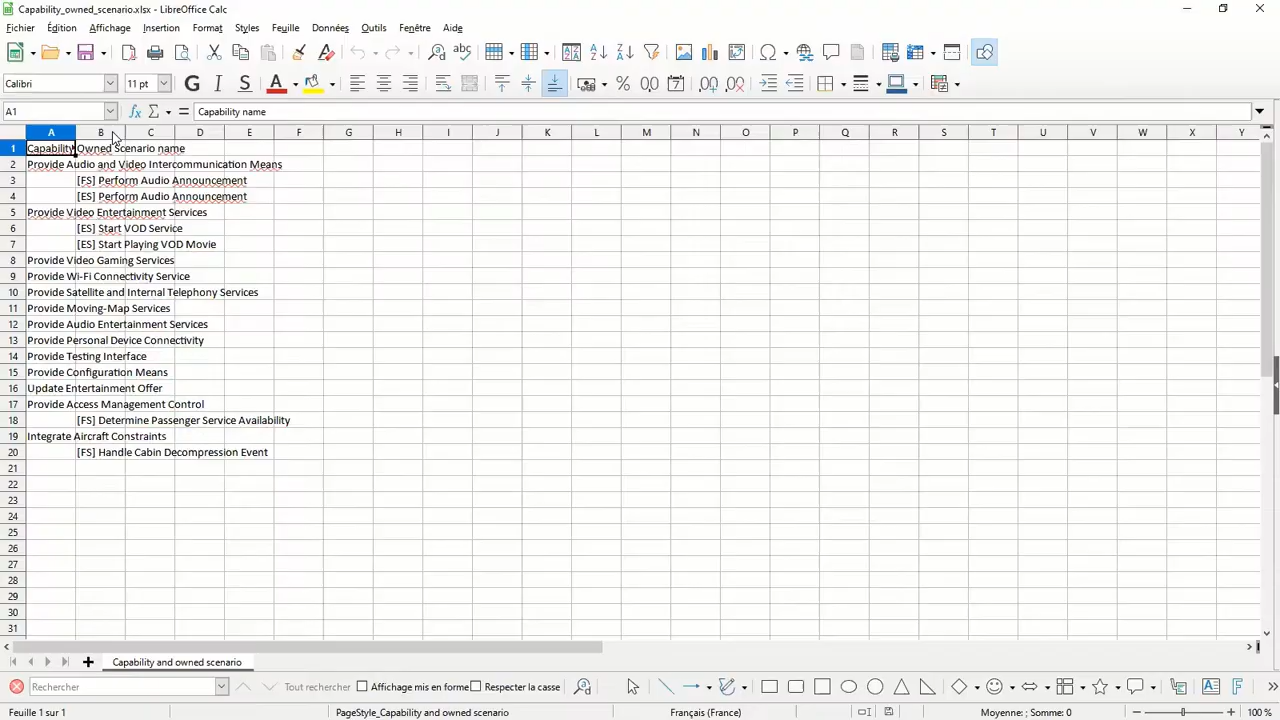 Capability_owned_scenario.xlsx - LibreOffice Calc
Fichier Édition Affichage Insertion Format Styles Feuille Données Outils Fenêtre Aide
Calibri 11 pt G I S A
A1 Capability name
A B C D E F G H I J K L M N O P Q R S T U V W X Y
1 Capability Owned Scenario name
2 Provide Audio and Video Intercommunication Means
3 [FS] Perform Audio Announcement
4 [ES] Perform Audio Announcement
5 Provide Video Entertainment Services
6 [ES] Start VOD Service
7 [ES] Start Playing VOD Movie
8 Provide Video Gaming Services
9 Provide Wi-Fi Connectivity Service
10 Provide Satellite and Internal Telephony Services
11 Provide Moving-Map Services
12 Provide Audio Entertainment Services
13 Provide Personal Device Connectivity
14 Provide Testing Interface
15 Provide Configuration Means
16 Update Entertainment Offer
17 Provide Access Management Control
18 [FS] Determine Passenger Service Availability
19 Integrate Aircraft Constraints
20 [FS] Handle Cabin Decompression Event
21
22
23
24
25
26
27
28
29
30
31
Capability and owned scenario
Rechercher Tout rechercher Affichage mis en forme Respecter la casse
Feuille 1 sur 1 PageStyle_Capability and owned scenario Français (France) Moyenne: ; Somme: 0 100 %